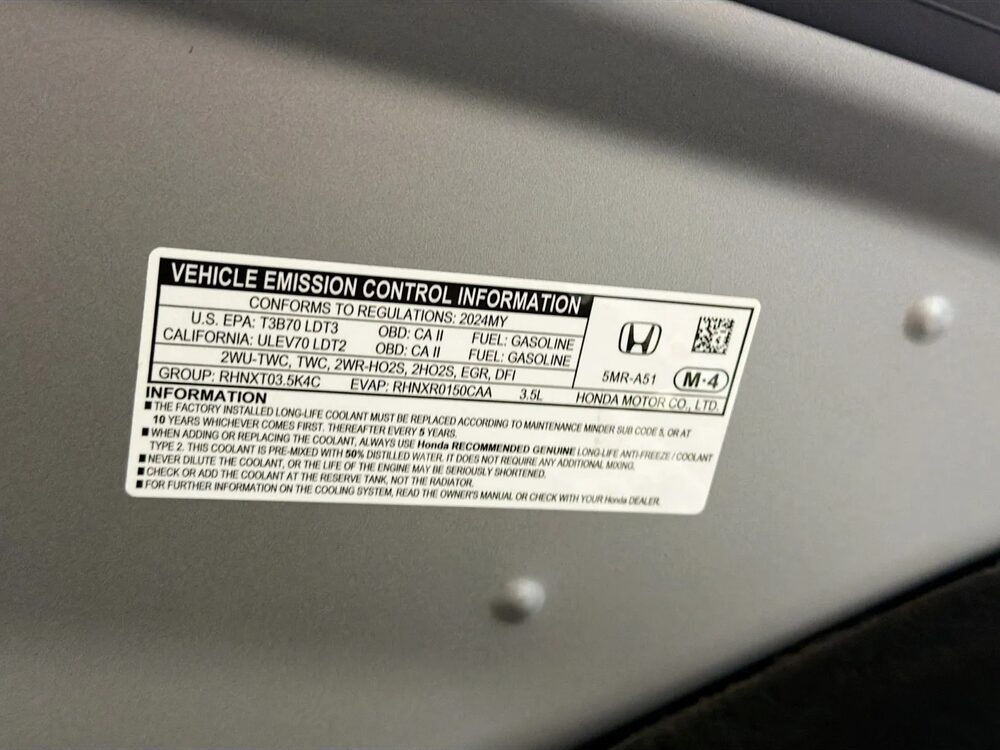 VEHICLE EMISSION CONTROL INFORMATION
CONFORMS TO REGULATIONS: 2024MY
U.S. EPA: T3B70 LDT3 OBD: CA II FUEL: GASOLINE
CALIFORNIA: ULEV70 LDT2 OBD: CA II FUEL: GASOLINE
2WU-TWC, TWC, 2WR-HO2S, 2HO2S, EGR, DFI
GROUP: RHNXT03.5K4C EVAP: RHNXR0150CAA 3.5L
5MR-A51 M·4
HONDA MOTOR CO., LTD.
INFORMATION
■ THE FACTORY INSTALLED LONG-LIFE COOLANT MUST BE REPLACED ACCORDING TO MAINTENANCE MINDER SUB CODE 5, OR AT
10 YEARS WHICHEVER COMES FIRST. THEREAFTER EVERY 5 YEARS.
■ WHEN ADDING OR REPLACING THE COOLANT, ALWAYS USE Honda RECOMMENDED GENUINE LONG-LIFE ANTI-FREEZE / COOLANT
TYPE 2. THIS COOLANT IS PRE-MIXED WITH 50% DISTILLED WATER. IT DOES NOT REQUIRE ANY ADDITIONAL MIXING.
■ NEVER DILUTE THE COOLANT, OR THE LIFE OF THE ENGINE MAY BE SERIOUSLY SHORTENED.
■ CHECK OR ADD THE COOLANT AT THE RESERVE TANK, NOT THE RADIATOR.
■ FOR FURTHER INFORMATION ON THE COOLING SYSTEM, READ THE OWNER'S MANUAL OR CHECK WITH YOUR Honda DEALER.